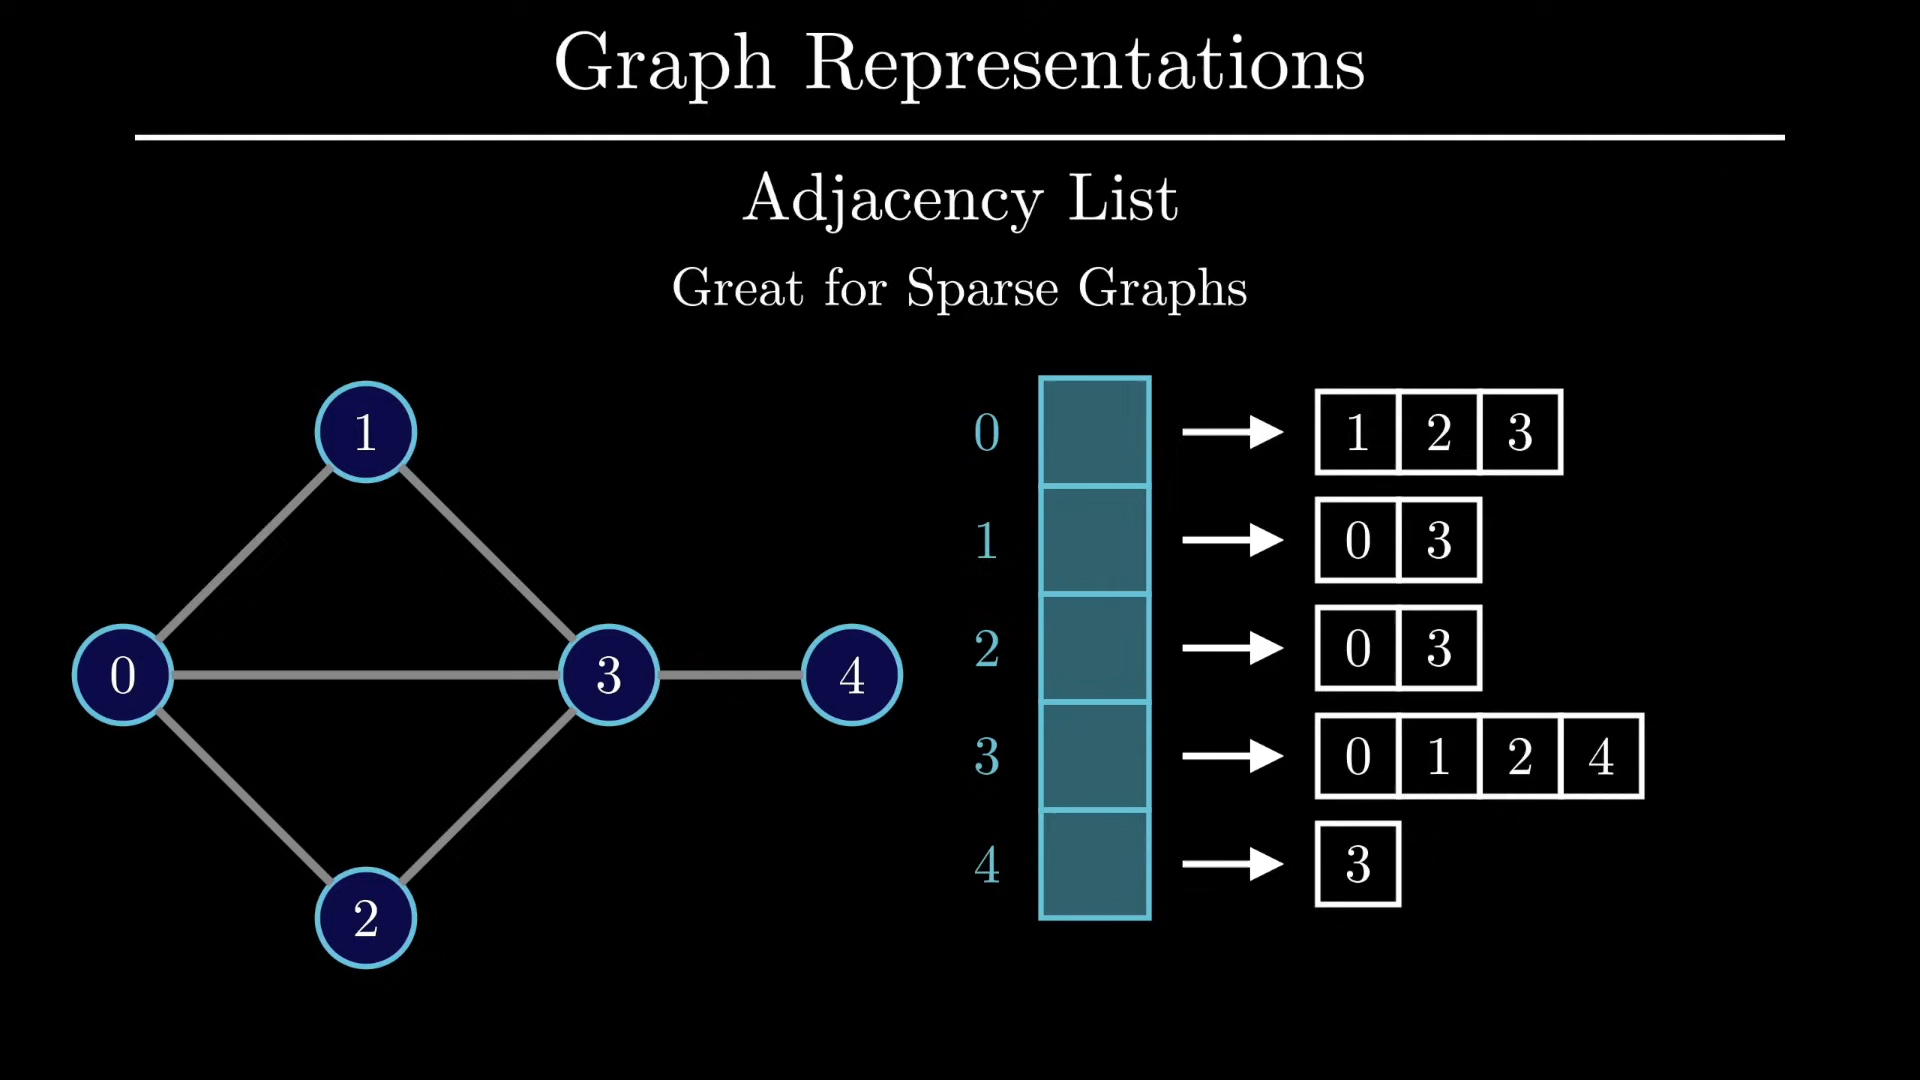 Graph Representations
Adjacency List
Great for Sparse Graphs
1
0
3
4
2
0 1 2 3
1 0 3
2 0 3
3 0 1 2 4
4 3